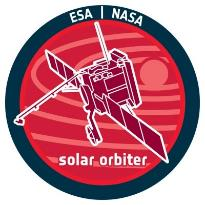 ESA | NASA
solar orbiter